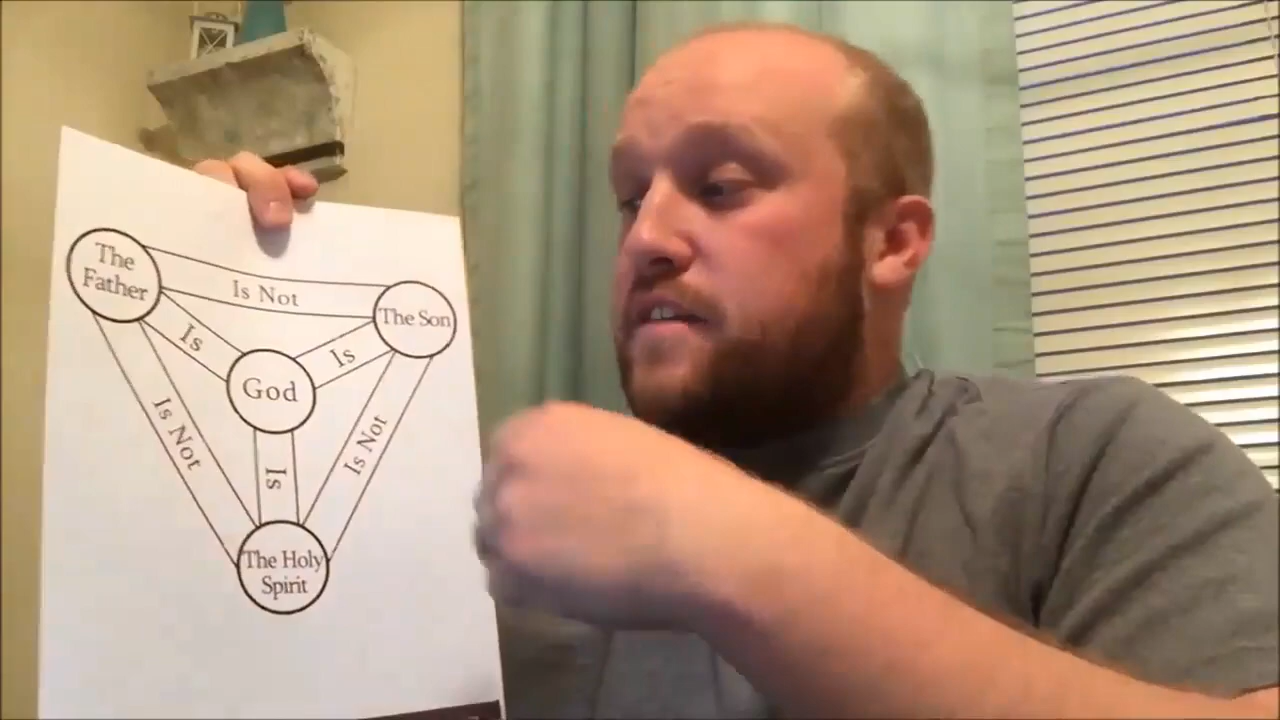 The
Father
Is Not
The Son
Is
Is
God
Is Not
Is
Is Not
The Holy
Spirit